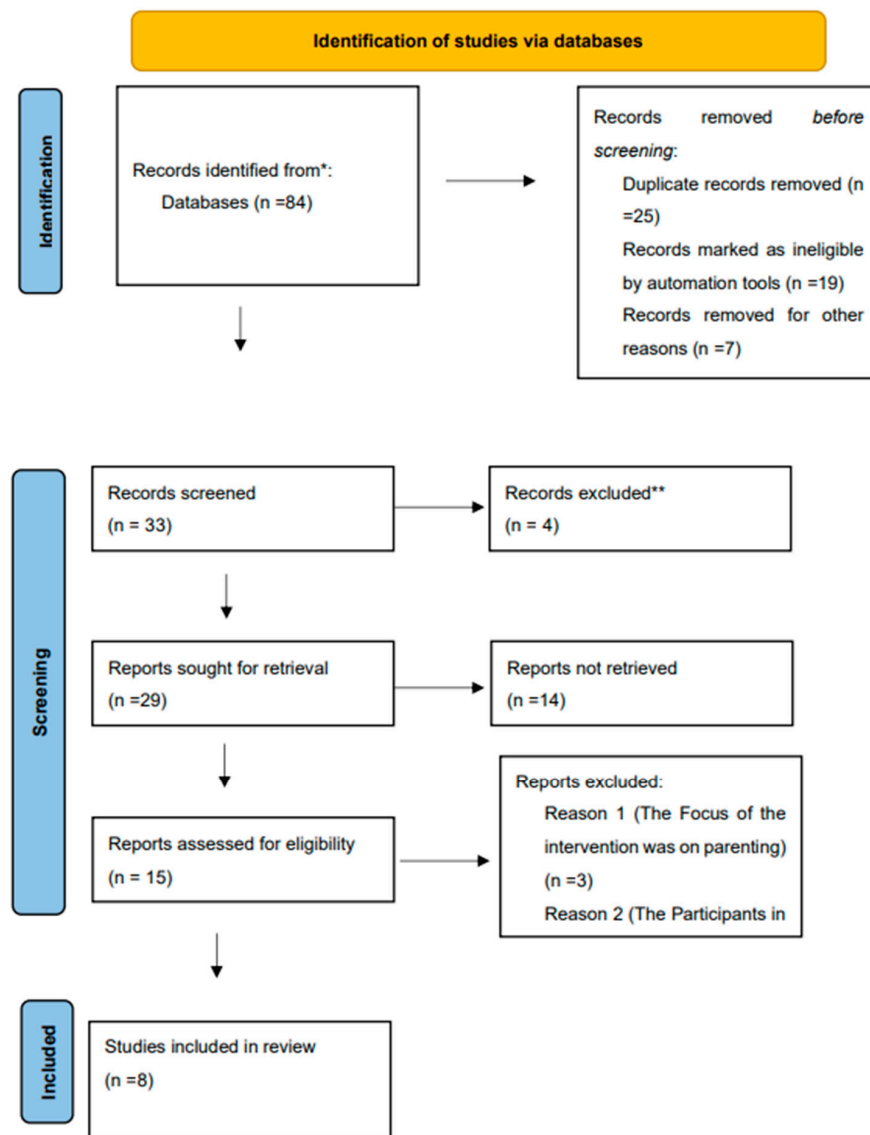 Identification of studies via databases
Identification
Records identified from*:
Databases (n =84)
Records removed before
screening:
Duplicate records removed (n
=25)
Records marked as ineligible
by automation tools (n =19)
Records removed for other
reasons (n =7)
Screening
Records screened
(n = 33)
Records excluded**
(n = 4)
Reports sought for retrieval
(n =29)
Reports not retrieved
(n =14)
Reports assessed for eligibility
(n = 15)
Reports excluded:
Reason 1 (The Focus of the
intervention was on parenting)
(n =3)
Reason 2 (The Participants in
Included
Studies included in review
(n =8)